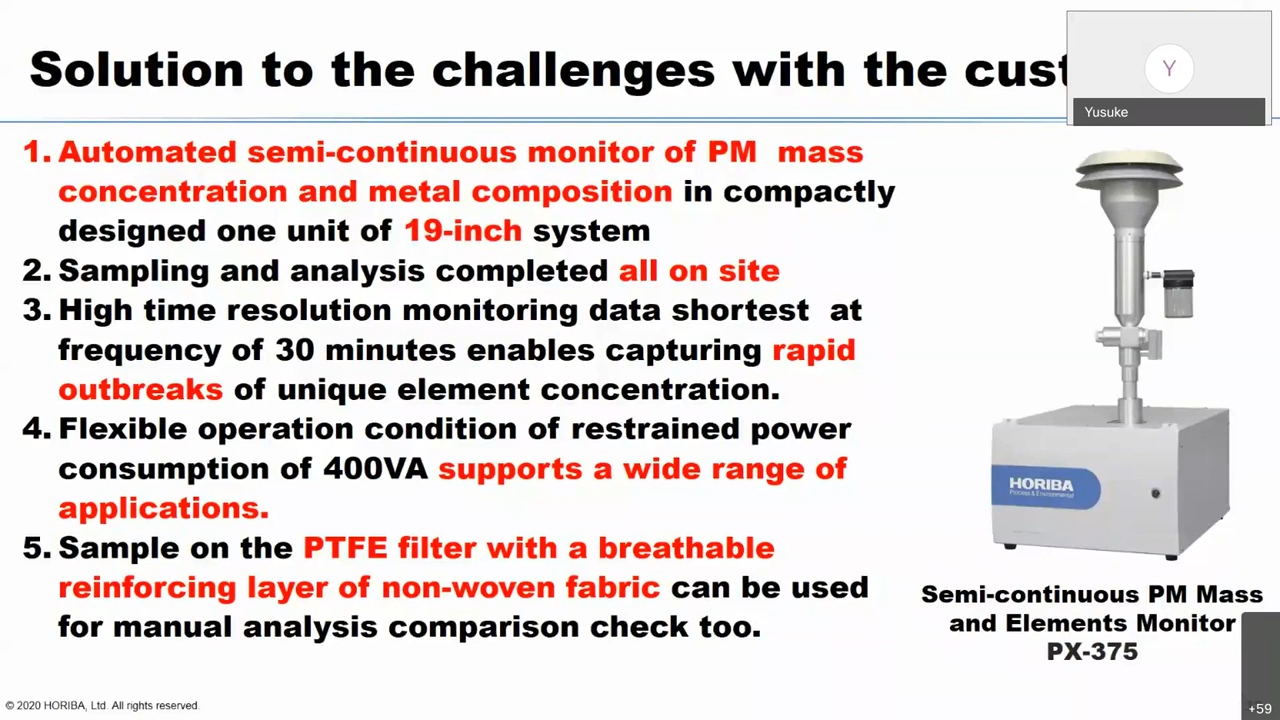 Solution to the challenges with the cust
Y
Yusuke
1. Automated semi-continuous monitor of PM mass
concentration and metal composition in compactly
designed one unit of 19-inch system
2. Sampling and analysis completed all on site
3. High time resolution monitoring data shortest at
frequency of 30 minutes enables capturing rapid
outbreaks of unique element concentration.
4. Flexible operation condition of restrained power
consumption of 400VA supports a wide range of
applications.
5. Sample on the PTFE filter with a breathable
reinforcing layer of non-woven fabric can be used
for manual analysis comparison check too.
HORIBA
Process & Environmental
Semi-continuous PM Mass
and Elements Monitor
PX-375
© 2020 HORIBA, Ltd. All rights reserved.
+59